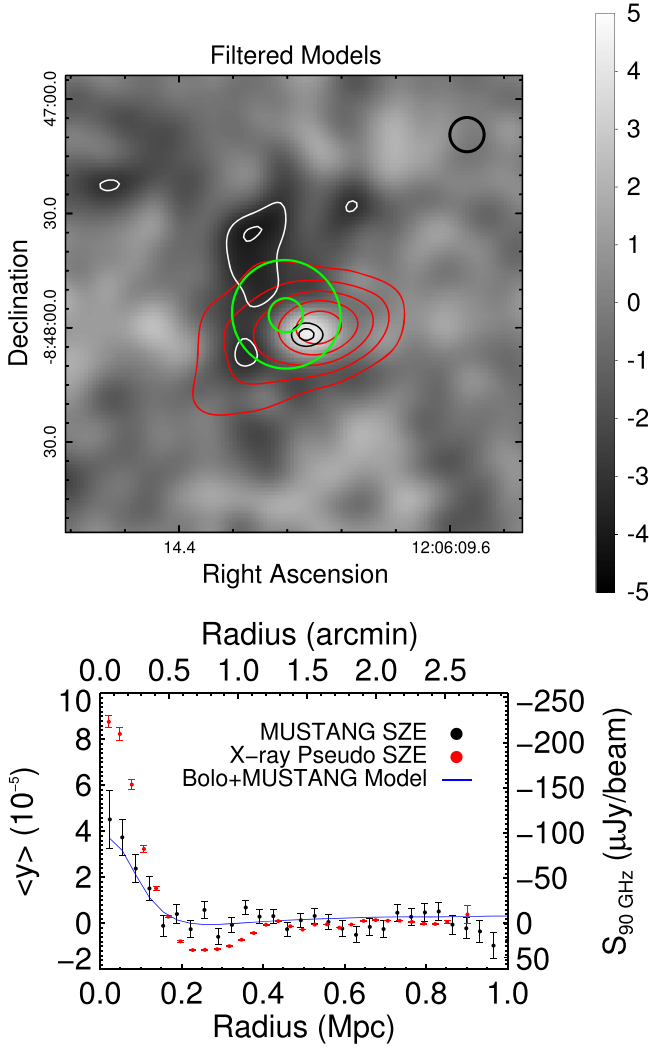 Filtered Models
5
4
3
2
1
0
-1
-2
-3
-4
-5
47:00.0
30.0
-8:48:00.0
30.0
Declination
14.4
12:06:09.6
Right Ascension
Radius (arcmin)
0.0 0.5 1.0 1.5 2.0 2.5
10
8
6
4
2
0
−2
<y> (10⁻⁵)
MUSTANG SZE
X−ray Pseudo SZE
Bolo+MUSTANG Model
−250
−200
−150
−100
−50
0
50
S₉₀ GHz (μJy/beam)
0.0 0.2 0.4 0.6 0.8 1.0
Radius (Mpc)